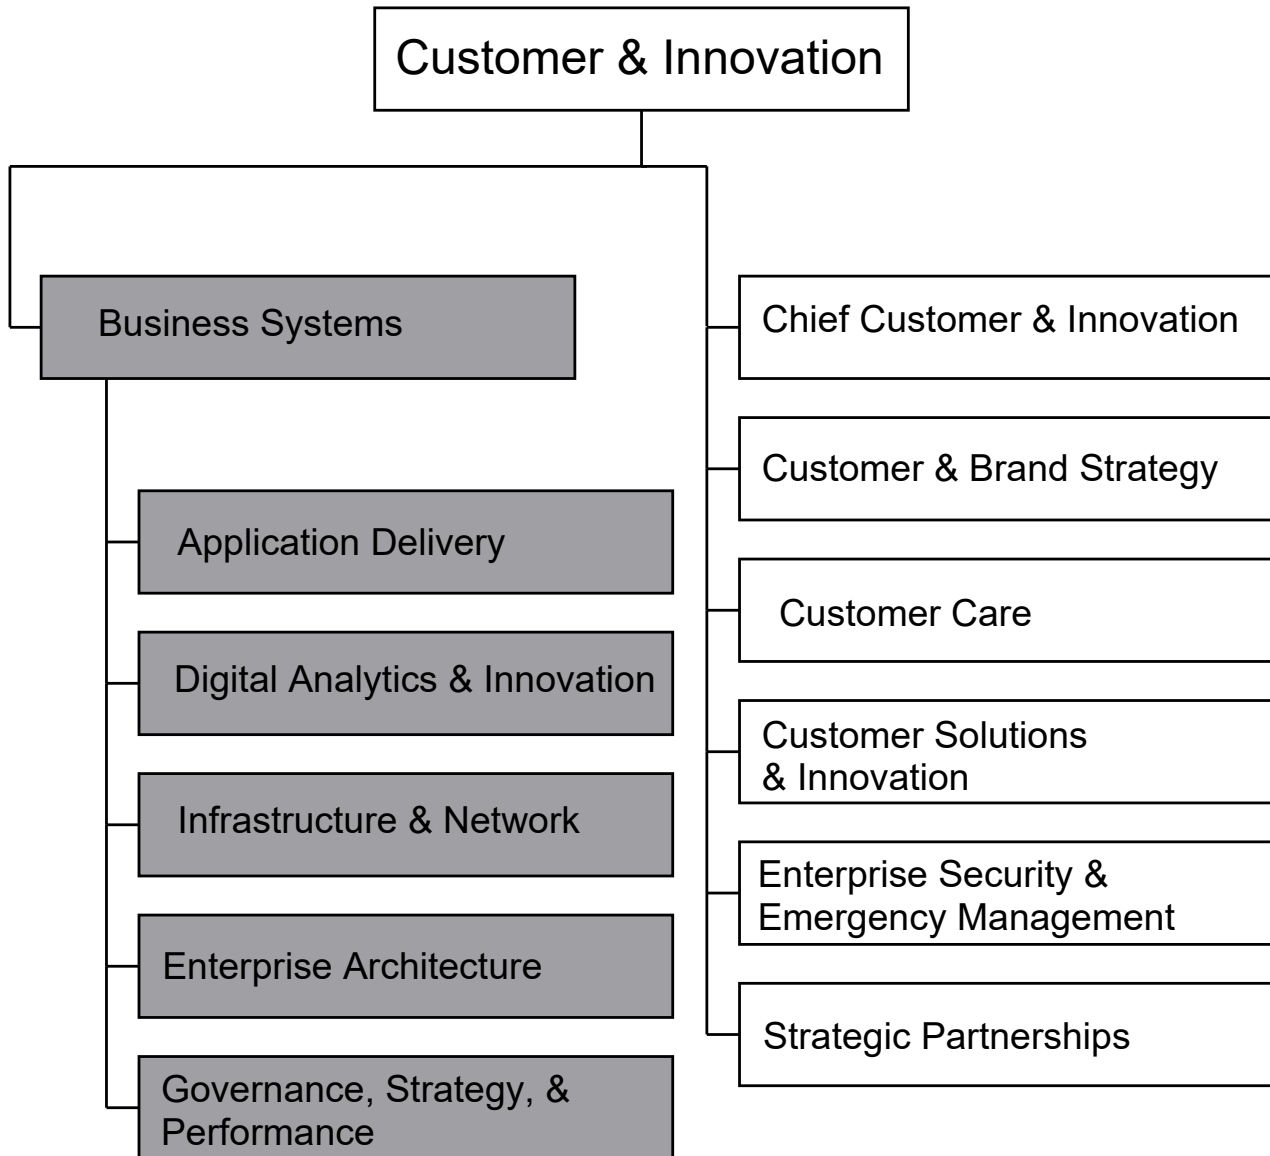 Customer & Innovation
Business Systems
Application Delivery
Digital Analytics & Innovation
Infrastructure & Network
Enterprise Architecture
Governance, Strategy, &
Performance
Chief Customer & Innovation
Customer & Brand Strategy
Customer Care
Customer Solutions
& Innovation
Enterprise Security &
Emergency Management
Strategic Partnerships